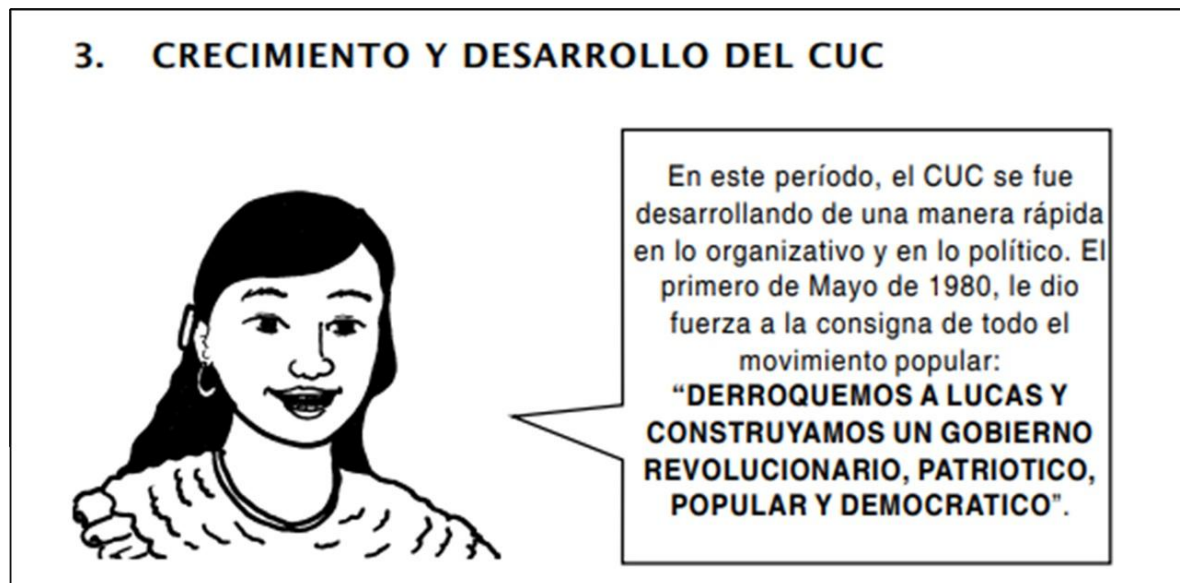 3. CRECIMIENTO Y DESARROLLO DEL CUC
En este período, el CUC se fue
desarrollando de una manera rápida
en lo organizativo y en lo político. El
primero de Mayo de 1980, le dio
fuerza a la consigna de todo el
movimiento popular:
“DERROQUEMOS A LUCAS Y
CONSTRUYAMOS UN GOBIERNO
REVOLUCIONARIO, PATRIOTICO,
POPULAR Y DEMOCRATICO”.